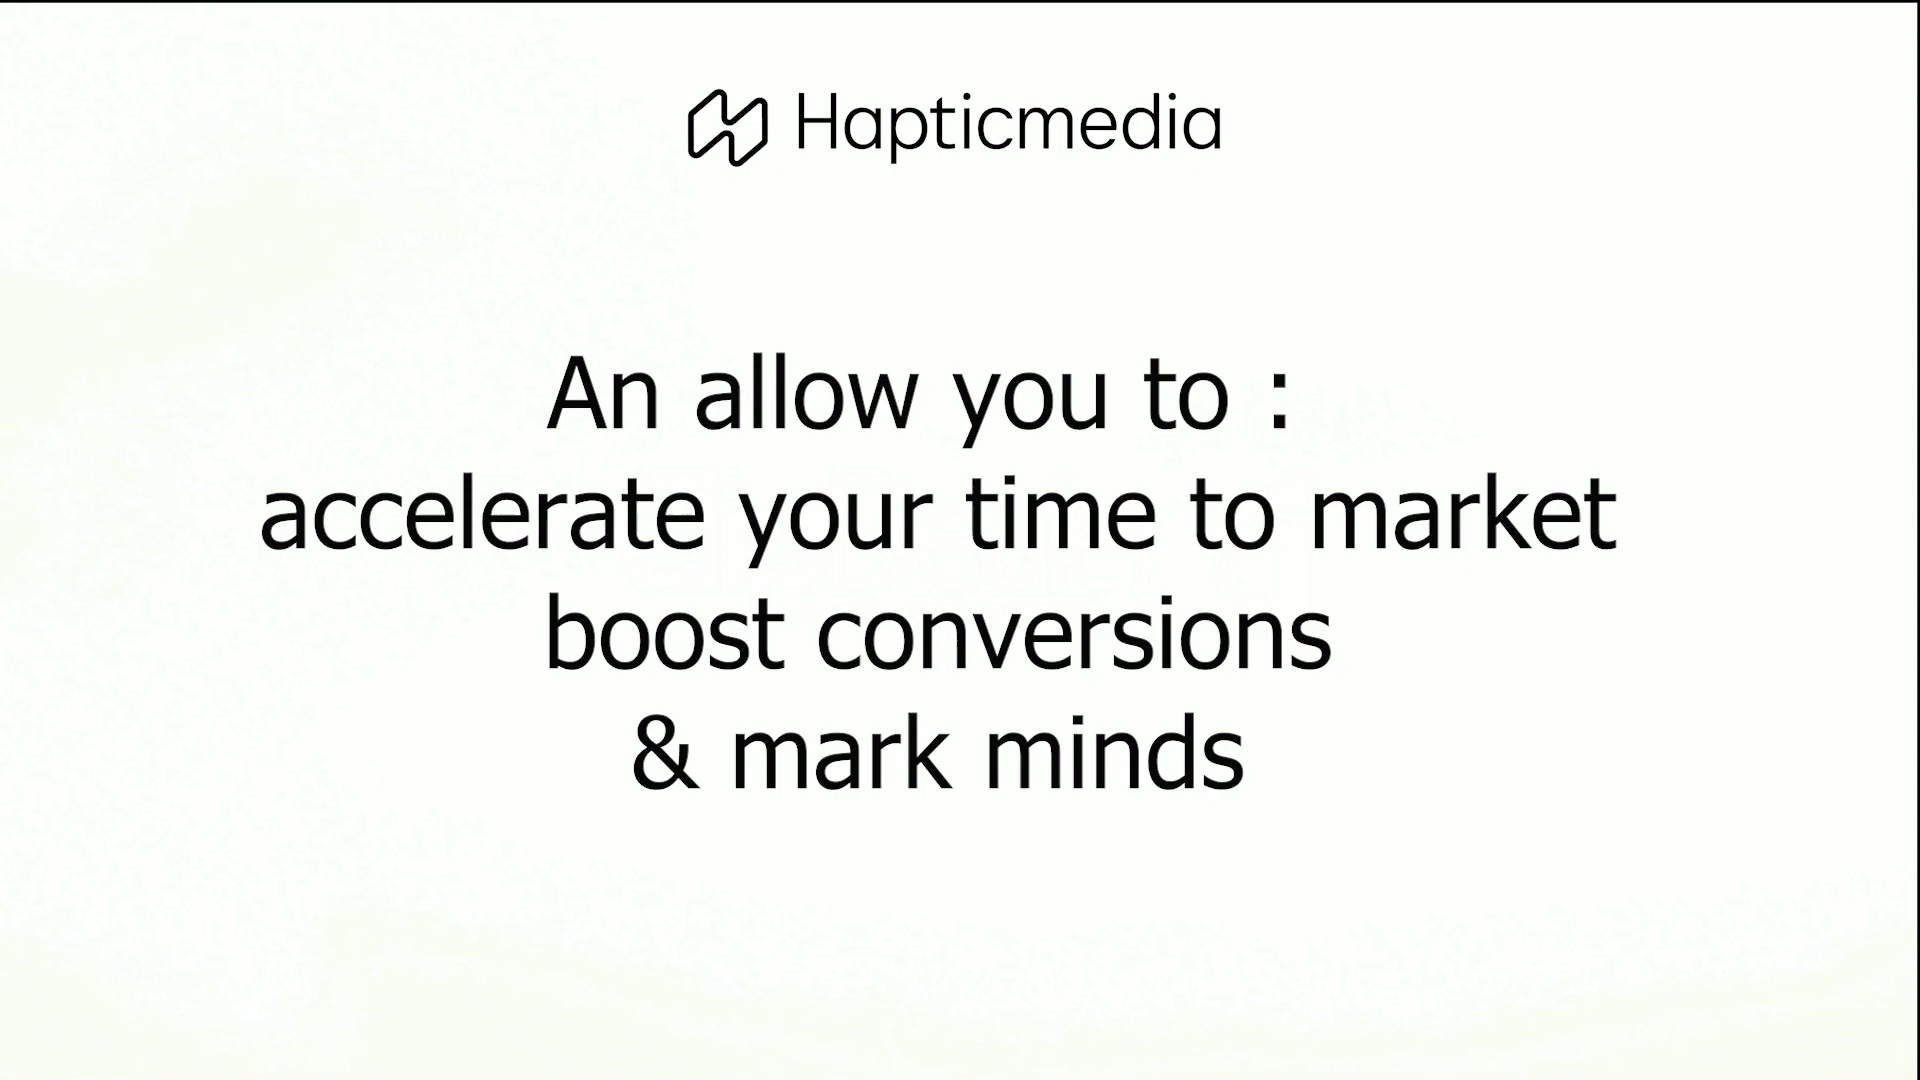 Hapticmedia
An allow you to :
accelerate your time to market
boost conversions
& mark minds